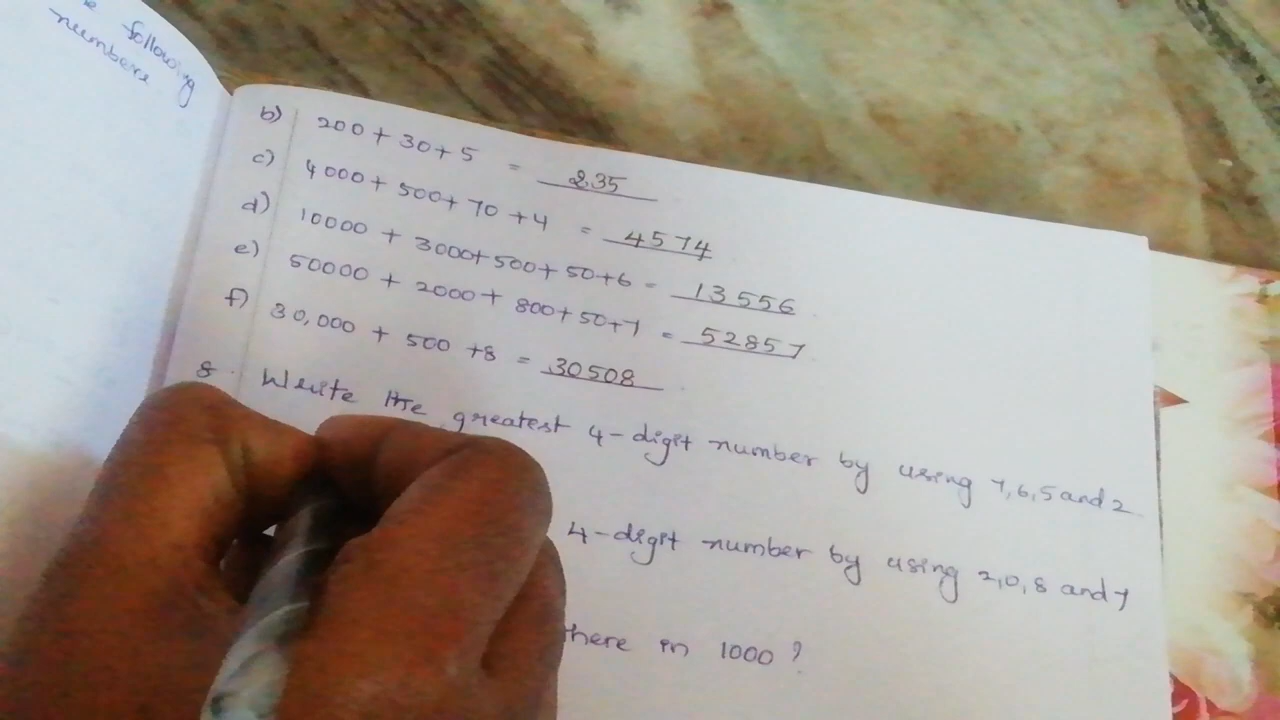 following
numbers
b) 200 + 30 + 5 = 235
c) 4000 + 500 + 70 + 4 = 4574
d) 10000 + 3000 + 500 + 50 + 6 = 13556
e) 50000 + 2000 + 800 + 50 + 7 = 52857
f) 30,000 + 500 + 8 = 30508
8. Write the greatest 4-digit number by using 7, 6, 5 and 2
4-digit number by using 2, 0, 8 and 7
there in 1000 ?